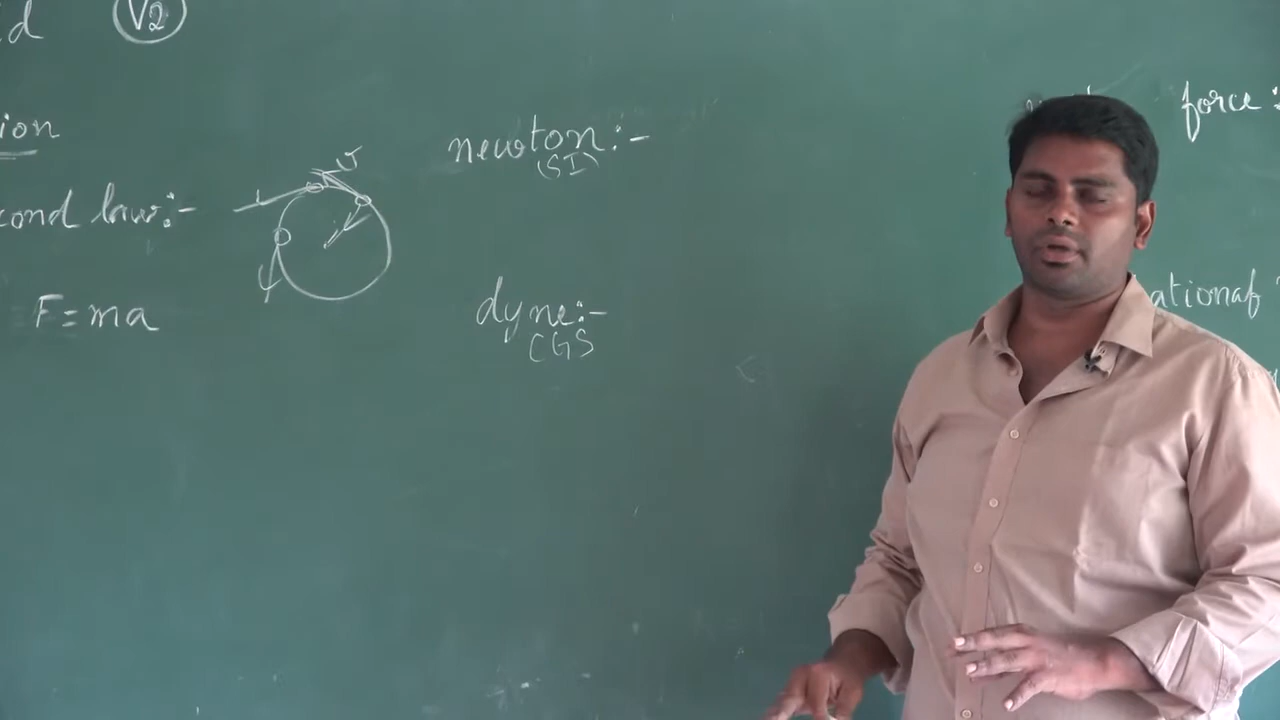 d V2
ion
cond law:-
F = ma
v
newton:-
(SI)
dyne:-
CGS
force:
ational